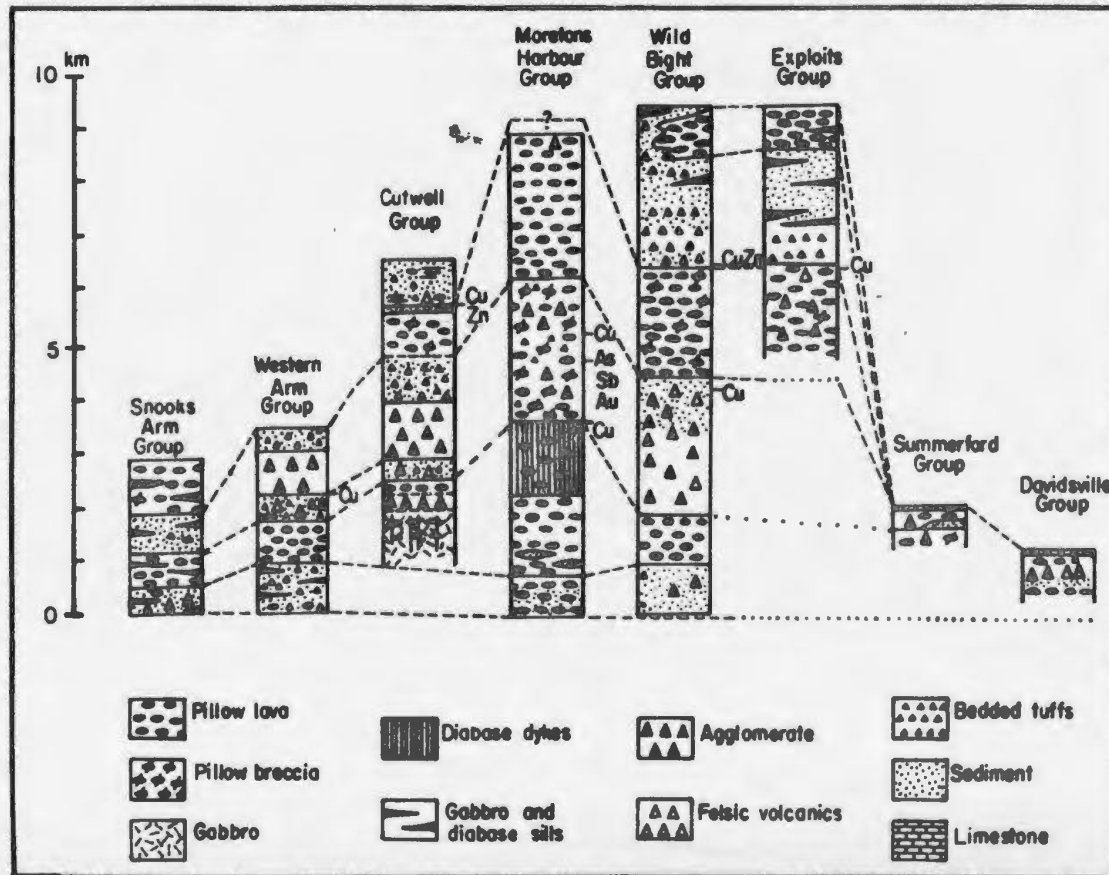 km
10
5
0
Snooks
Arm
Group
Western
Arm
Group
Cu
Cutwell
Group
Cu
Zn
Moretons
Harbour
Group
?
Cu
As
Sb
Au
Cu
Wild
Bight
Group
CuZn
Cu
Exploits
Group
Cu
Summerford
Group
Davidsville
Group
Pillow lava
Pillow breccia
Gabbro
Diabase dykes
Gabbro and
diabase sills
Agglomerate
Felsic volcanics
Bedded tuffs
Sediment
Limestone